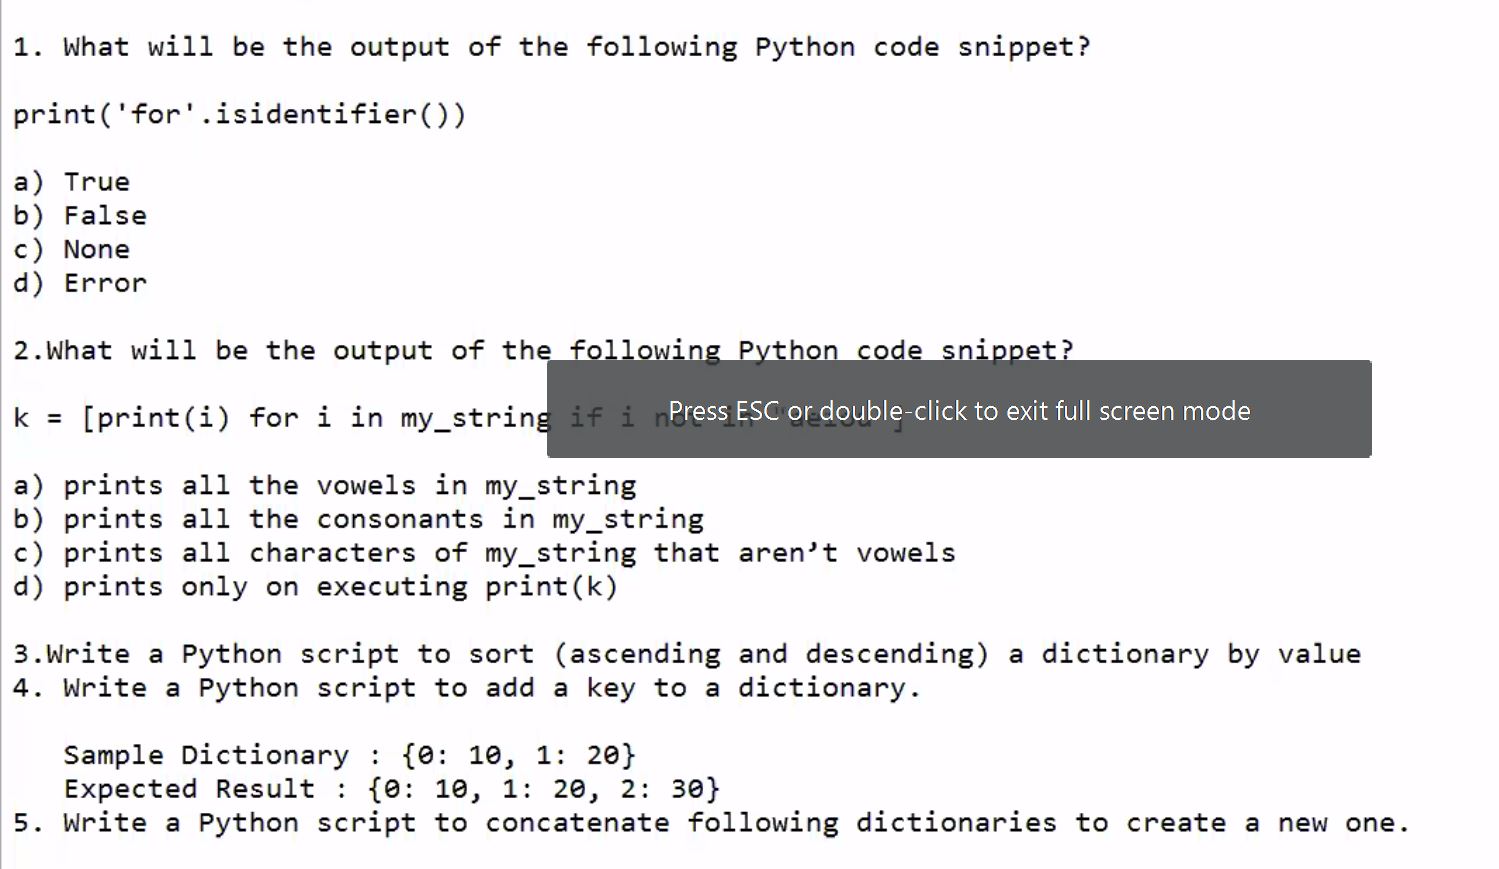 1. What will be the output of the following Python code snippet?
print('for'.isidentifier())
a) True
b) False
c) None
d) Error
2.What will be the output of the following Python code snippet?
k = [print(i) for i in my_string if i not in "aeiou"]
Press ESC or double-click to exit full screen mode
a) prints all the vowels in my_string
b) prints all the consonants in my_string
c) prints all characters of my_string that aren’t vowels
d) prints only on executing print(k)
3.Write a Python script to sort (ascending and descending) a dictionary by value
4. Write a Python script to add a key to a dictionary.
Sample Dictionary : {0: 10, 1: 20}
Expected Result : {0: 10, 1: 20, 2: 30}
5. Write a Python script to concatenate following dictionaries to create a new one.